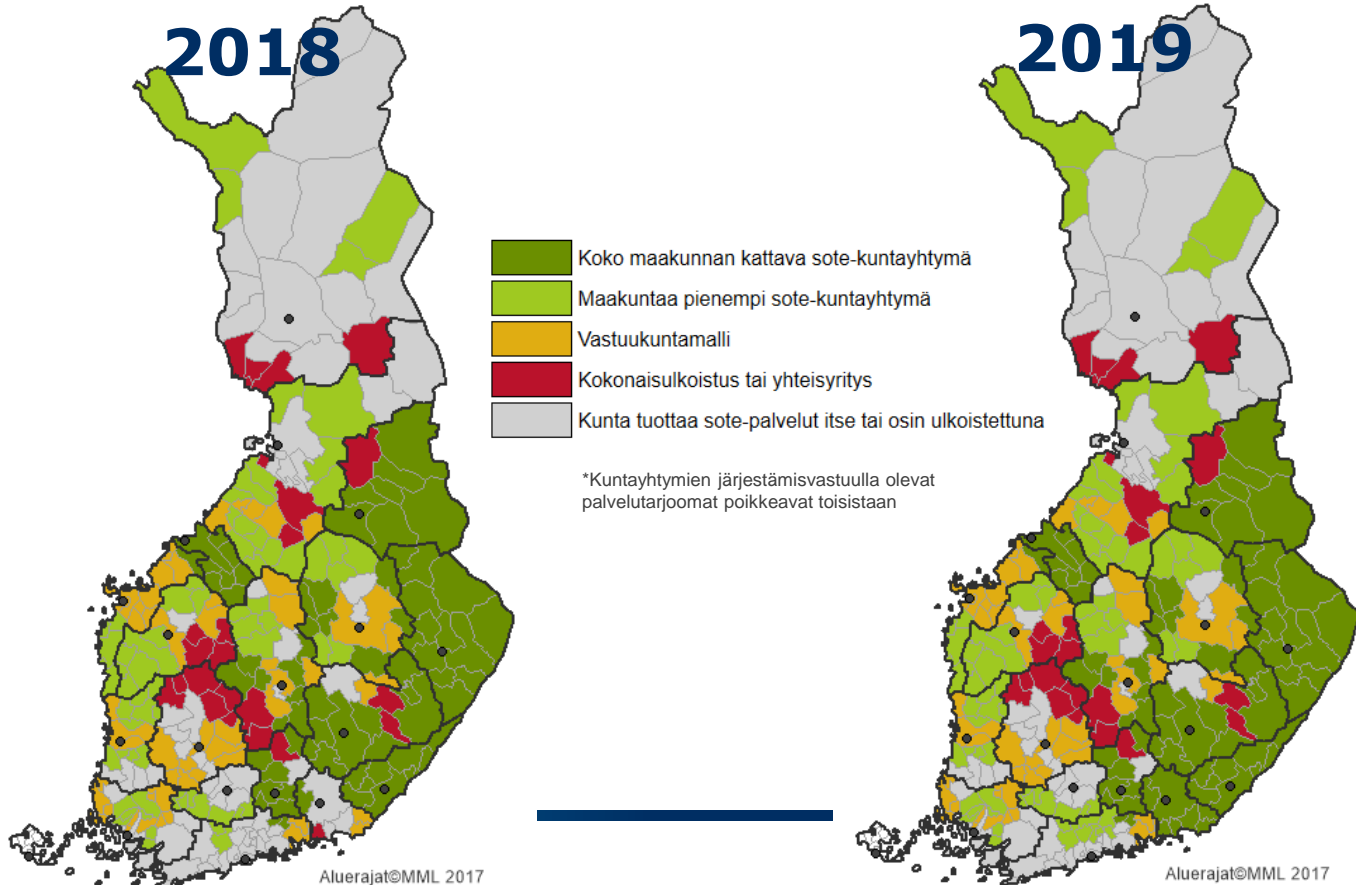 2018
2019
Koko maakunnan kattava sote-kuntayhtymä
Maakuntaa pienempi sote-kuntayhtymä
Vastuukuntamalli
Kokonaisulkoistus tai yhteisyritys
Kunta tuottaa sote-palvelut itse tai osin ulkoistettuna
*Kuntayhtymien järjestämisvastuulla olevat
palvelutarjoomat poikkeavat toisistaan
Aluerajat©MML 2017
Aluerajat©MML 2017